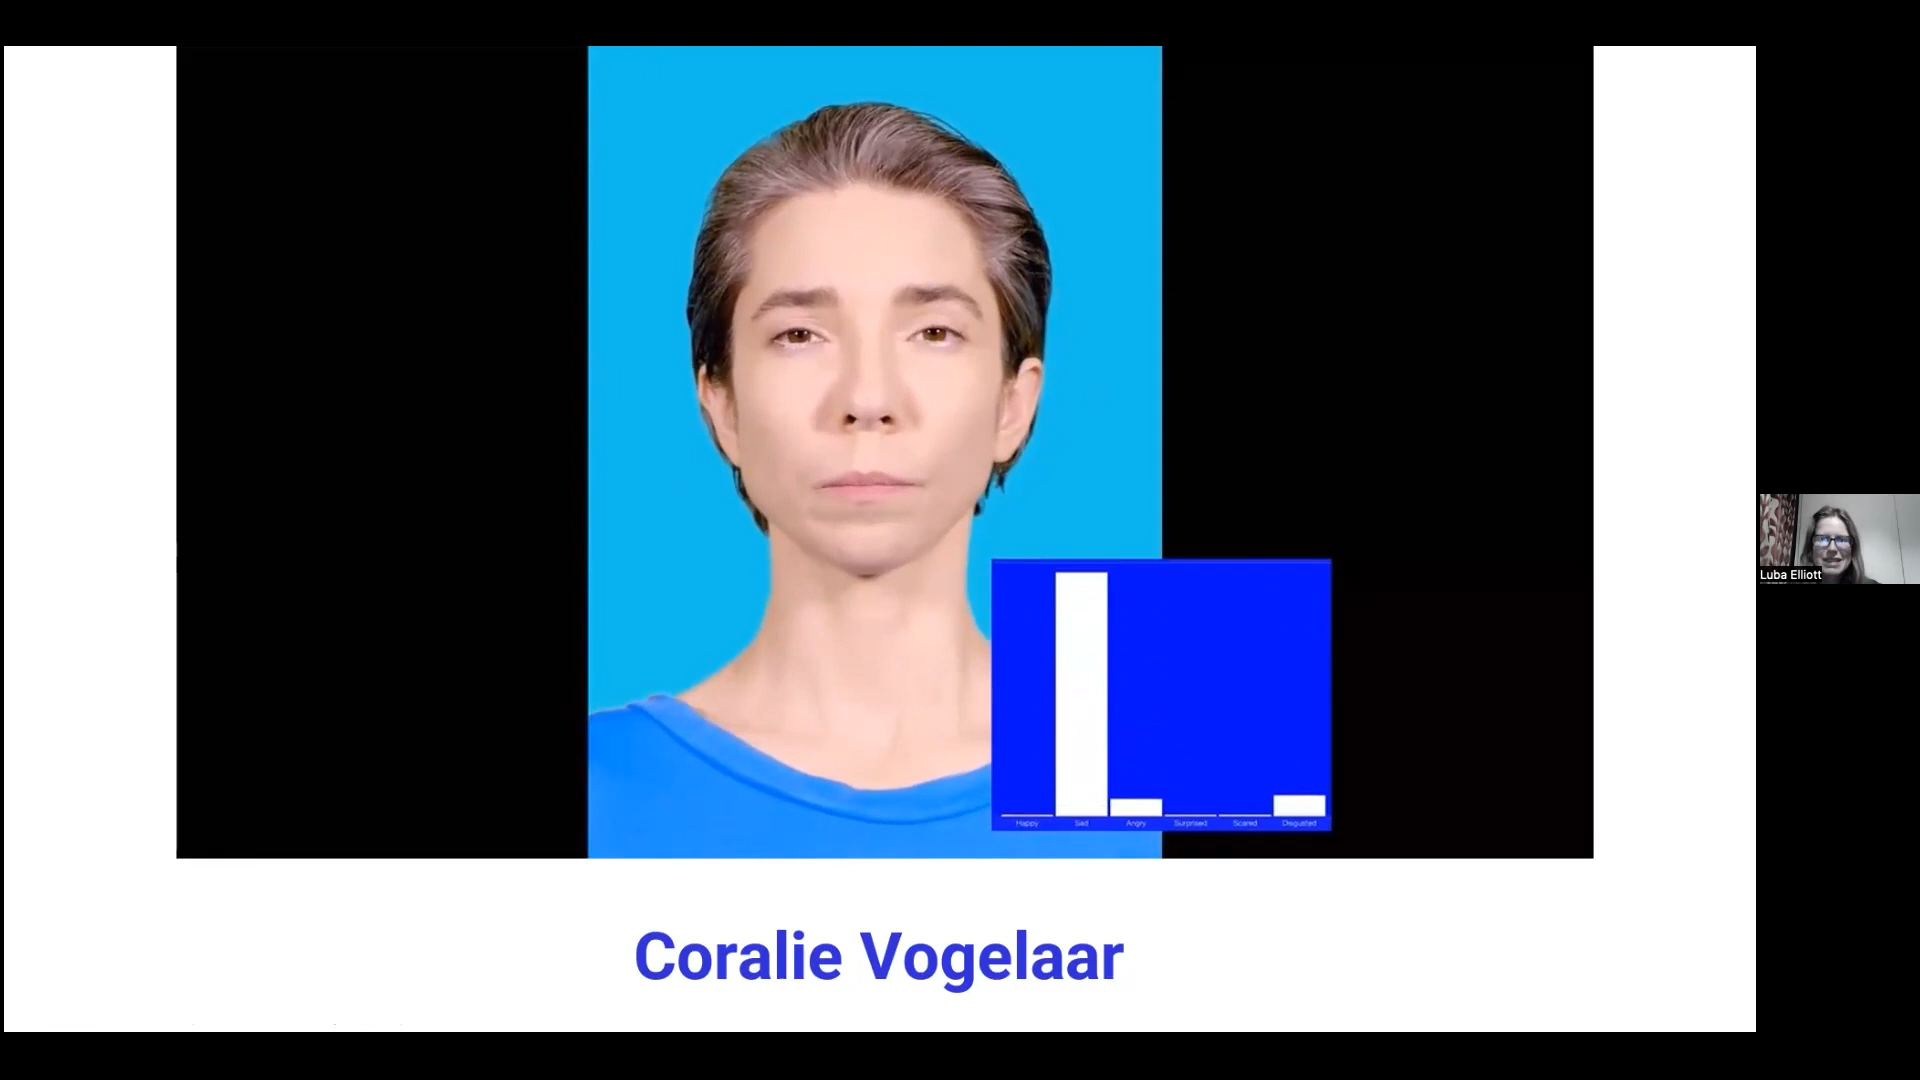 Happy Sad Angry Surprised Scared Disgusted
Luba Elliott
Coralie Vogelaar